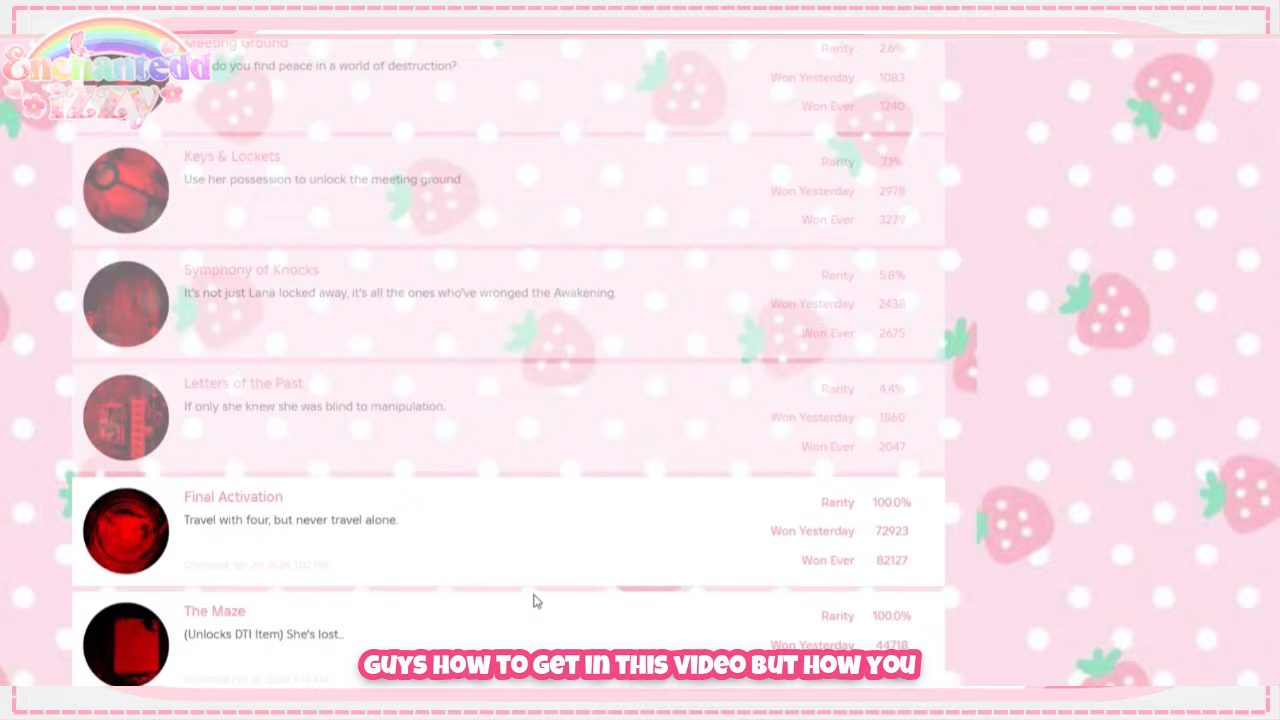 Enchantedd
izzy
Meeting Ground
do you find peace in a world of destruction?
Rarity 2.6%
Won Yesterday 1083
Won Ever 1240
Keys & Lockets
Use her possession to unlock the meeting ground.
Rarity 7.1%
Won Yesterday 2978
Won Ever 3279
Symphony of Knocks
It's not just Lana locked away, it's all the ones who've wronged the Awakening.
Rarity 5.8%
Won Yesterday 2438
Won Ever 2675
Letters of the Past
If only she knew she was blind to manipulation.
Rarity 4.4%
Won Yesterday 1860
Won Ever 2047
Final Activation
Travel with four, but never travel alone.
Rarity 100.0%
Won Yesterday 72923
Won Ever 82127
The Maze
(Unlocks DTI Item) She's lost...
Rarity 100.0%
Won Yesterday 44718
GUYS HOW TO GET IN THIS VIDEO BUT HOW YOU